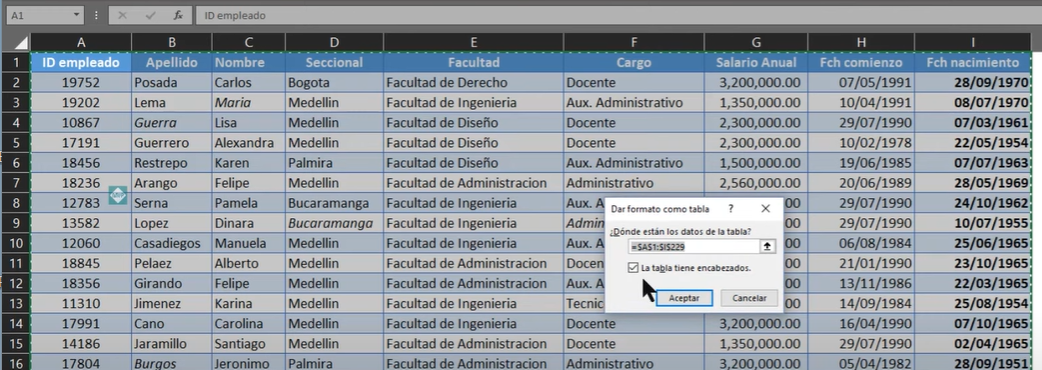 A1 fx ID empleado
A B C D E F G H I
1 ID empleado Apellido Nombre Seccional Facultad Cargo Salario Anual Fch comienzo Fch nacimiento
2 19752 Posada Carlos Bogota Facultad de Derecho Docente 3,200,000.00 07/05/1991 28/09/1970
3 19202 Lema Maria Medellin Facultad de Ingenieria Aux. Administrativo 1,350,000.00 10/04/1991 08/07/1970
4 10867 Guerra Lisa Medellin Facultad de Diseño Docente 2,300,000.00 29/07/1990 07/03/1961
5 17191 Guerrero Alexandra Medellin Facultad de Diseño Docente 2,300,000.00 10/02/1978 22/05/1954
6 18456 Restrepo Karen Palmira Facultad de Diseño Aux. Administrativo 1,500,000.00 19/06/1985 07/07/1963
7 18236 Arango Felipe Medellin Facultad de Administracion Administrativo 2,560,000.00 20/06/1989 28/05/1969
8 12783 Serna Pamela Bucaramanga Facultad de Ingenieria Aux. A 29/07/1990 24/10/1962
9 13582 Lopez Dinara Bucaramanga Facultad de Ingenieria Admin 29/07/1990 10/07/1955
10 12060 Casadiegos Manuela Medellin Facultad de Ingenieria Aux. A 06/08/1984 25/06/1965
11 18845 Pelaez Alberto Medellin Facultad de Administracion Docen 21/01/1990 23/10/1965
12 18356 Girando Felipe Medellin Facultad de Administracion Aux. A 13/11/1986 22/03/1965
13 11310 Jimenez Karina Medellin Facultad de Ingenieria Tecnic 14/09/1984 25/08/1954
14 17991 Cano Carolina Medellin Facultad de Ingenieria Docente 3,200,000.00 16/04/1990 07/10/1965
15 14186 Jaramillo Santiago Medellin Facultad de Administracion Docente 1,350,000.00 29/07/1990 02/04/1965
16 17804 Burgos Jeronimo Palmira Facultad de Administracion Administrativo 3,200,000.00 05/04/1982 28/09/1951
Dar formato como tabla ?
¿Dónde están los datos de la tabla?
=$A$1:$I$229
La tabla tiene encabezados.
Aceptar Cancelar